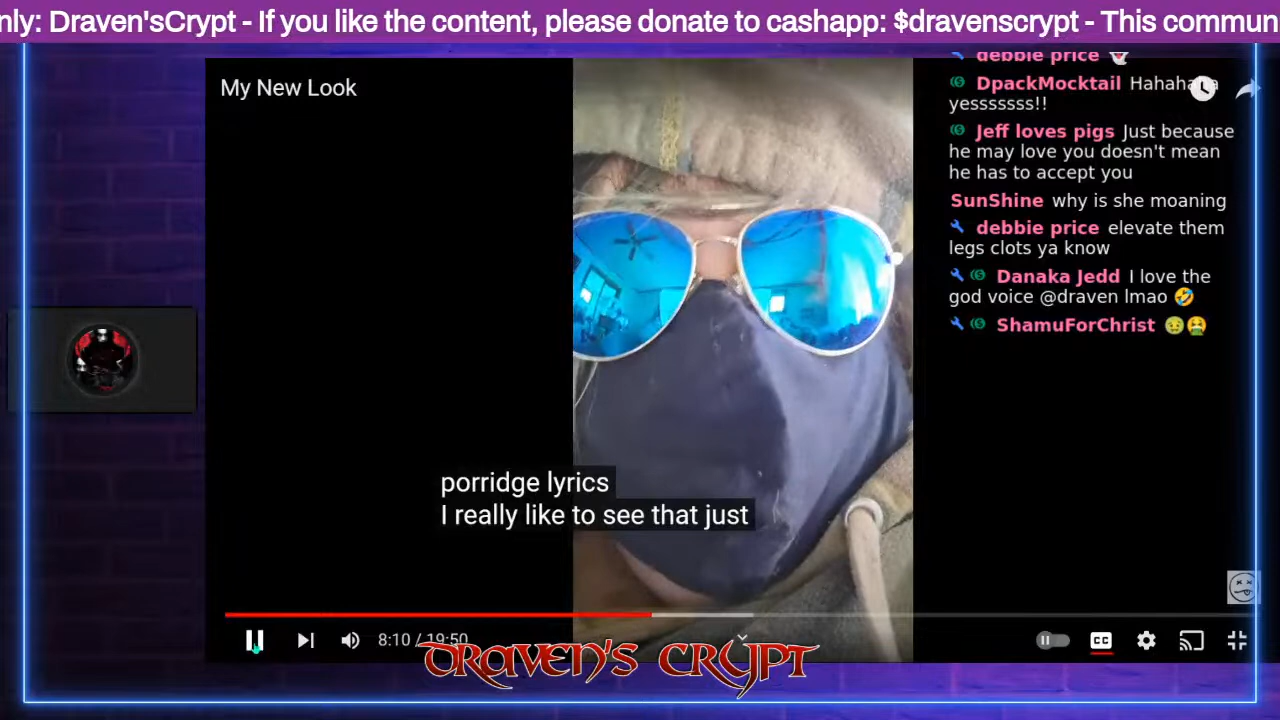 nly: Draven'sCrypt - If you like the content, please donate to cashapp: $dravenscrypt - This commun
My New Look
debbie price 👻
DpackMocktail Hahaha
yesssssss!!
Jeff loves pigs Just because
he may love you doesn't mean
he has to accept you
SunShine why is she moaning
debbie price elevate them
legs clots ya know
Danaka Jedd I love the
god voice @draven lmao 🤣
ShamuForChrist 🤢🤮
porridge lyrics
I really like to see that just
8:10 / 19:50
CC
DRAVEN'S CRYPT